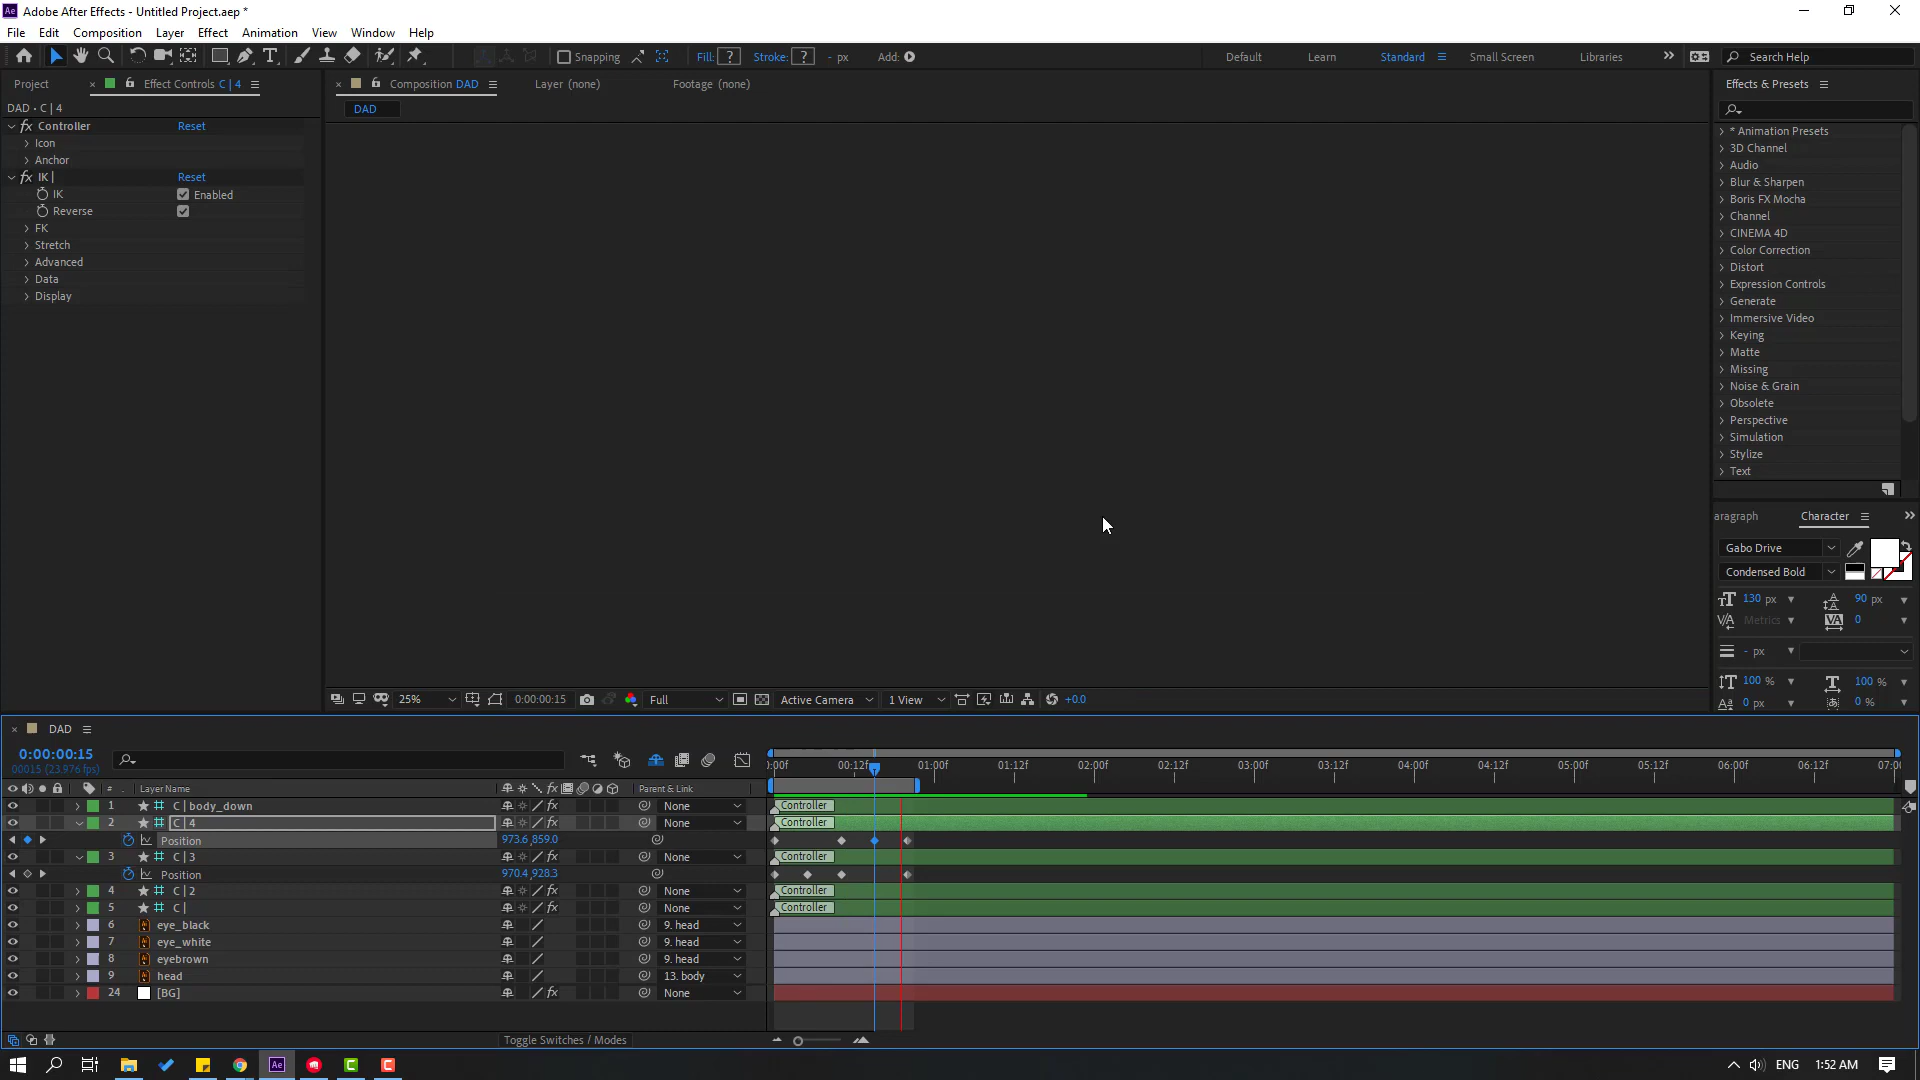 Adobe After Effects - Untitled Project.aep *
File Edit Composition Layer Effect Animation View Window Help
Snapping Fill: ? Stroke: ? - px Add: Default Learn Standard Small Screen Libraries Search Help
Project Effect Controls C | 4 Composition DAD Layer (none) Footage (none) Effects & Presets
DAD • C | 4
DAD
Controller Reset
Icon
Anchor
IK | Reset
IK Enabled
Reverse
FK
Stretch
Advanced
Data
Display
* Animation Presets
3D Channel
Audio
Blur & Sharpen
Boris FX Mocha
Channel
CINEMA 4D
Color Correction
Distort
Expression Controls
Generate
Immersive Video
Keying
Matte
Missing
Noise & Grain
Obsolete
Perspective
Simulation
Stylize
Text
aragraph Character
Gabo Drive
Condensed Bold
130 px 90 px
Metrics 0
- px
100 % 100 %
0 px 0 %
25% 0:00:00:15 Full Active Camera 1 View +0.0
DAD
0:00:00:15
00015 (23.976 fps)
:00f 00:12f 01:00f 01:12f 02:00f 02:12f 03:00f 03:12f 04:00f 04:12f 05:00f 05:12f 06:00f 06:12f 07:00
# Layer Name Parent & Link
1 C | body_down None Controller
2 C | 4 None Controller
Position 973.6,859.0
3 C | 3 None Controller
Position 970.4,928.3
4 C | 2 None Controller
5 C | None Controller
6 eye_black 9. head
7 eye_white 9. head
8 eyebrown 9. head
9 head 13. body
24 [BG] None
Toggle Switches / Modes
ENG 1:52 AM